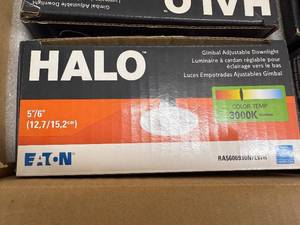 HALO
HALO™
Gimbal Adjustable Downlight
Luminaire à cardan réglable pour
éclairage vers le bas
Luces Empotradas Ajustables Gimbal
5"/6"
(12,7/15,2cm)
COLOR TEMP
3000K
EATON